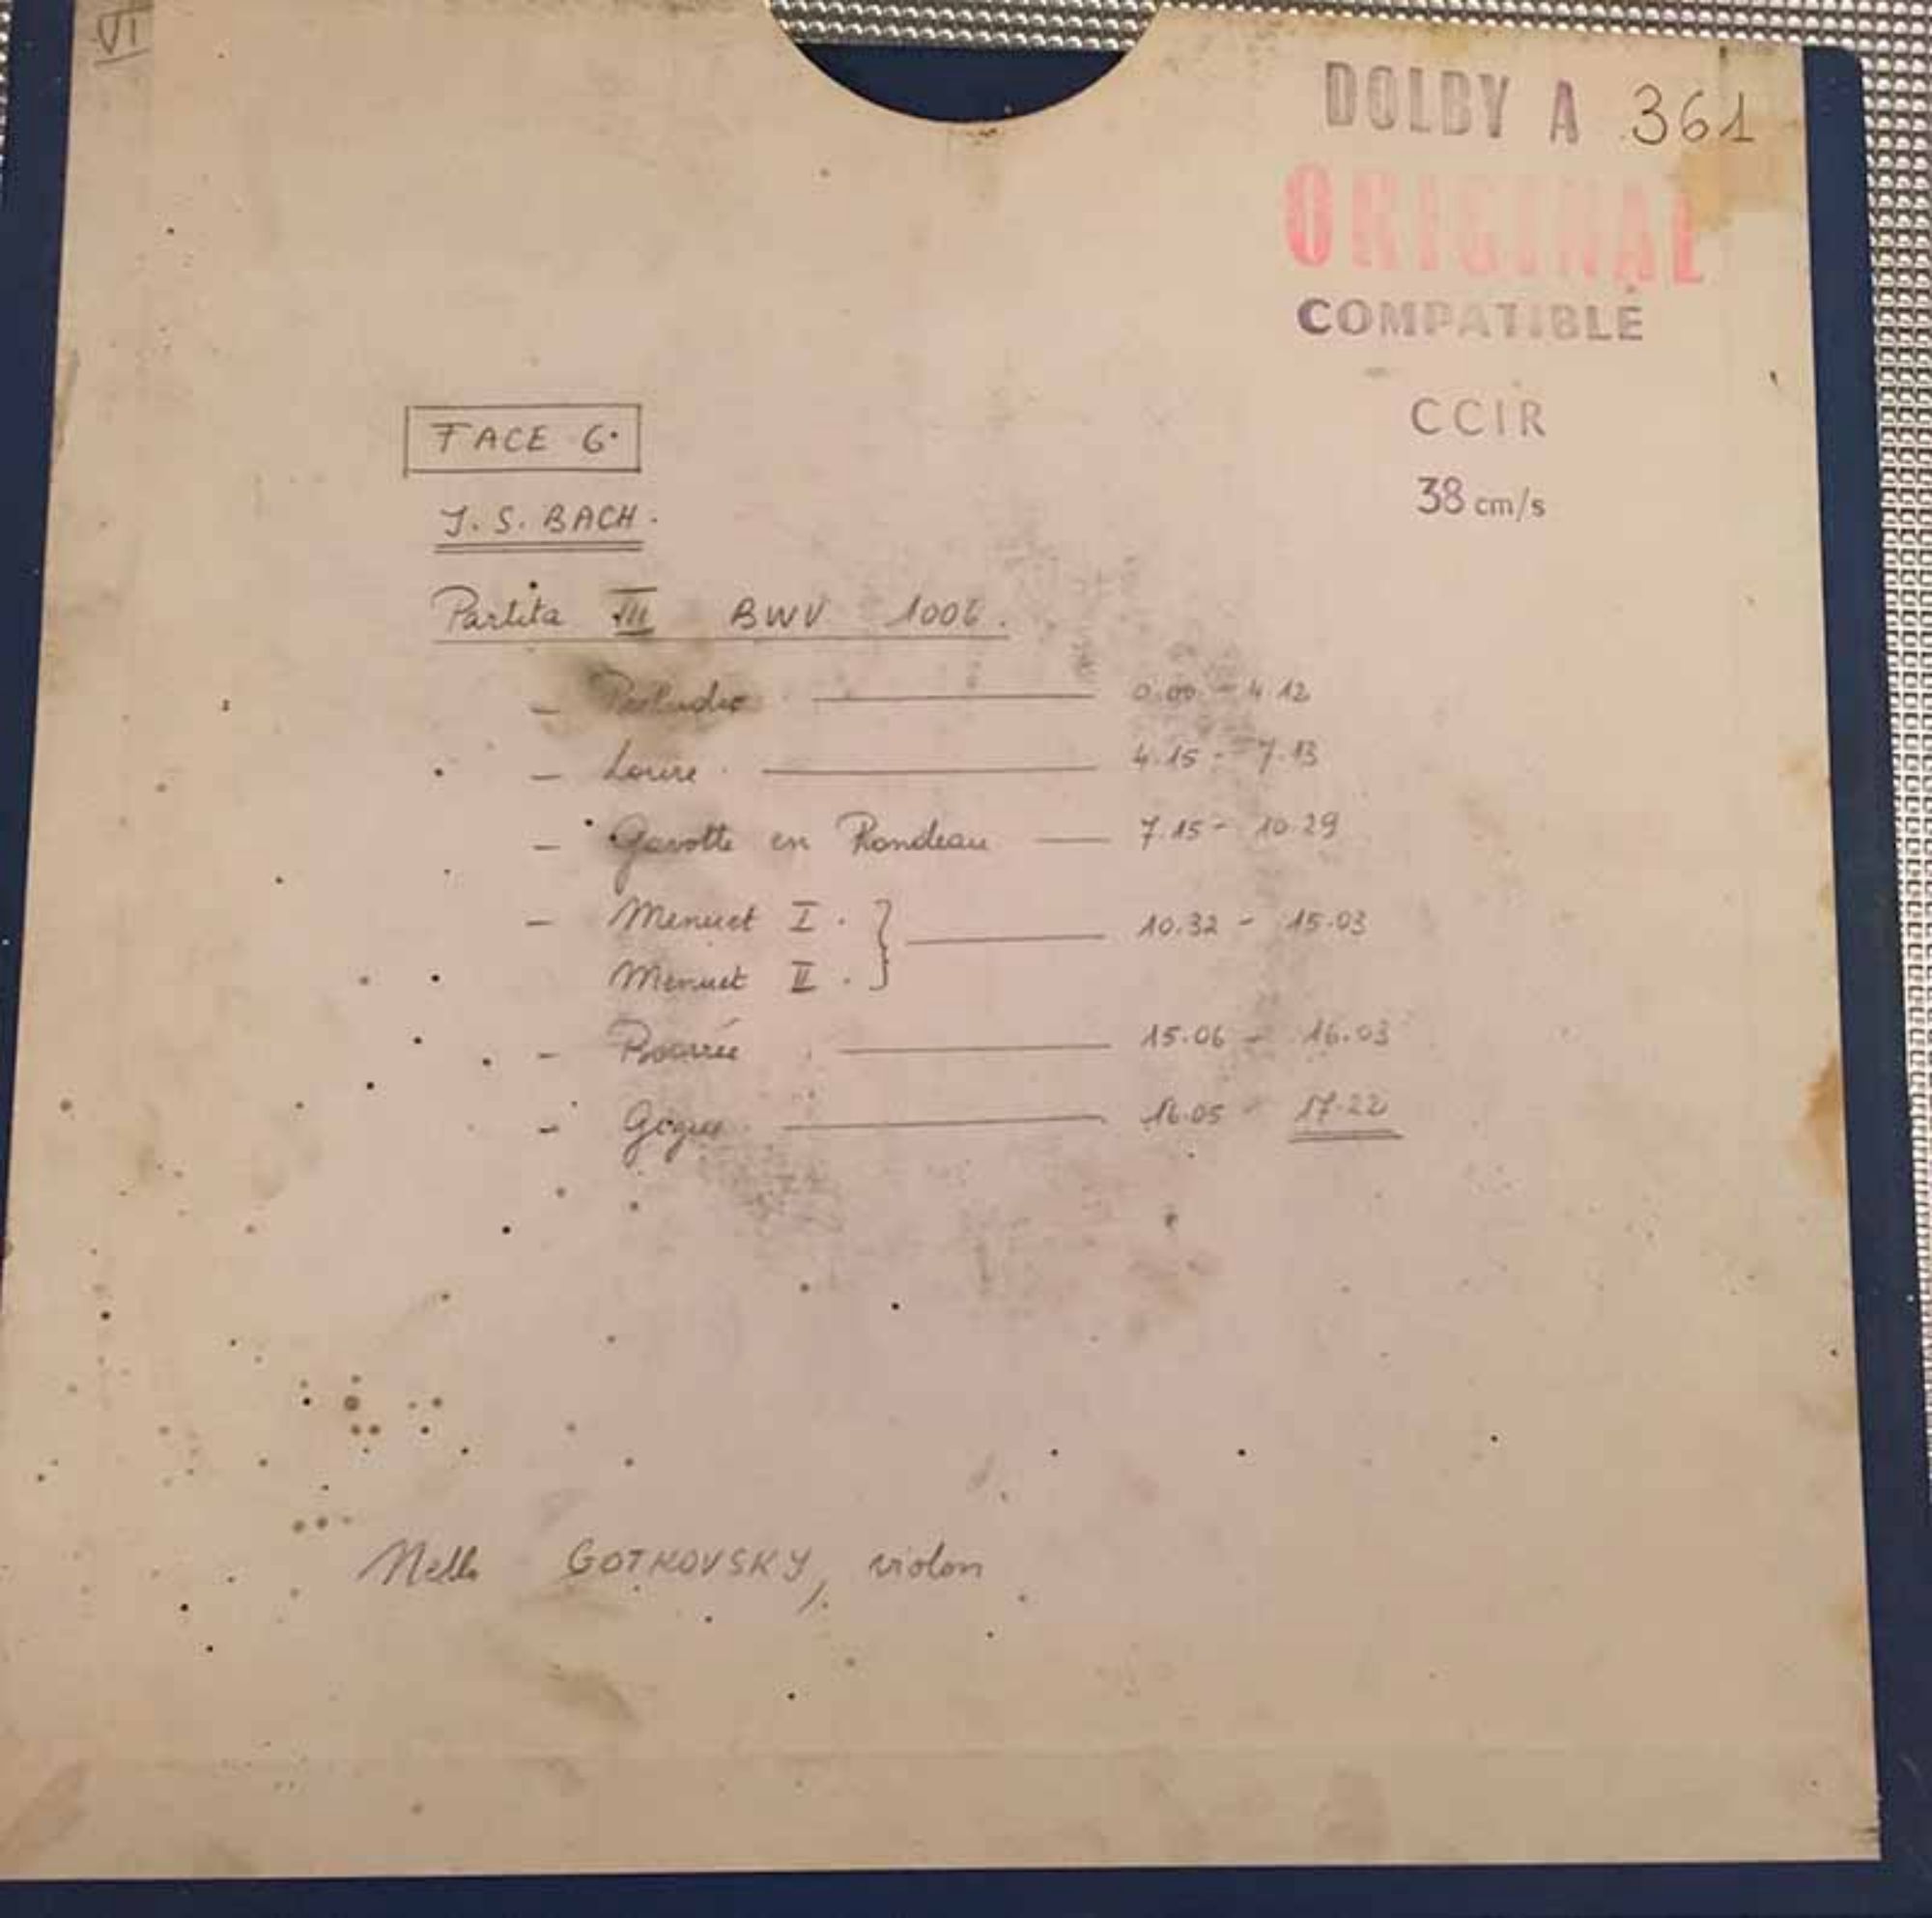 VI
DOLBY A 361
ORIGINAL
COMPATIBLE
CCIR
38 cm/s
FACE 6.
J. S. BACH.
Partita III BWV 1006.
- Preludio 0.00 - 4.12
- Loure 4.15 - 7.13
- Gavotte en Rondeau 7.15 - 10.29
- Menuet I. } 10.32 - 15.03
Menuet II.
- Bourrée 15.06 - 16.03
- Gigue 16.05 - 17.22
Nell GOTKOVSKY, violon